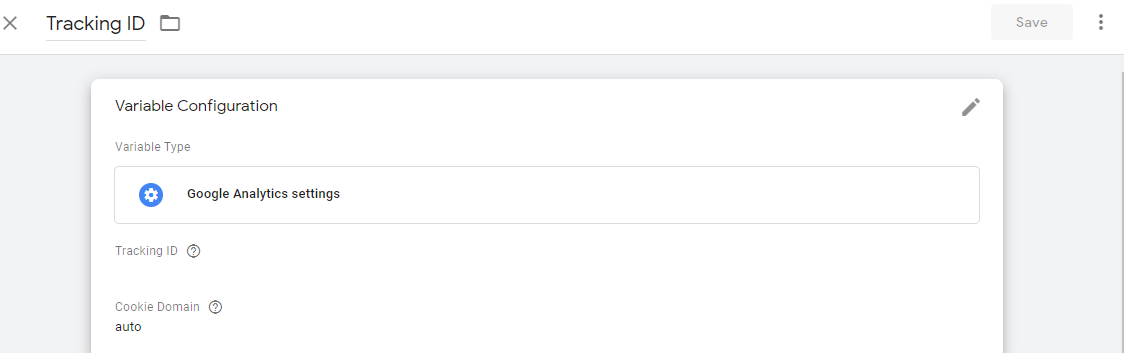 Tracking ID
Save
Variable Configuration
Variable Type
Google Analytics settings
Tracking ID
Cookie Domain
auto